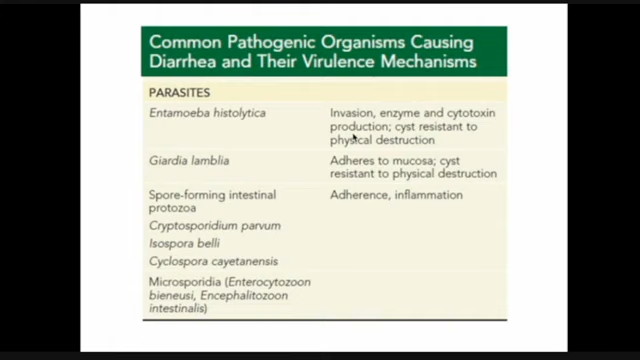 Common Pathogenic Organisms Causing
Diarrhea and Their Virulence Mechanisms
PARASITES
Entamoeba histolytica
Invasion, enzyme and cytotoxin
production; cyst resistant to
physical destruction
Giardia lamblia
Adheres to mucosa; cyst
resistant to physical destruction
Spore-forming intestinal
protozoa
Adherence, inflammation
Cryptosporidium parvum
Isospora belli
Cyclospora cayetanensis
Microsporidia (Enterocytozoon
bieneusi, Encephalitozoon
intestinalis)